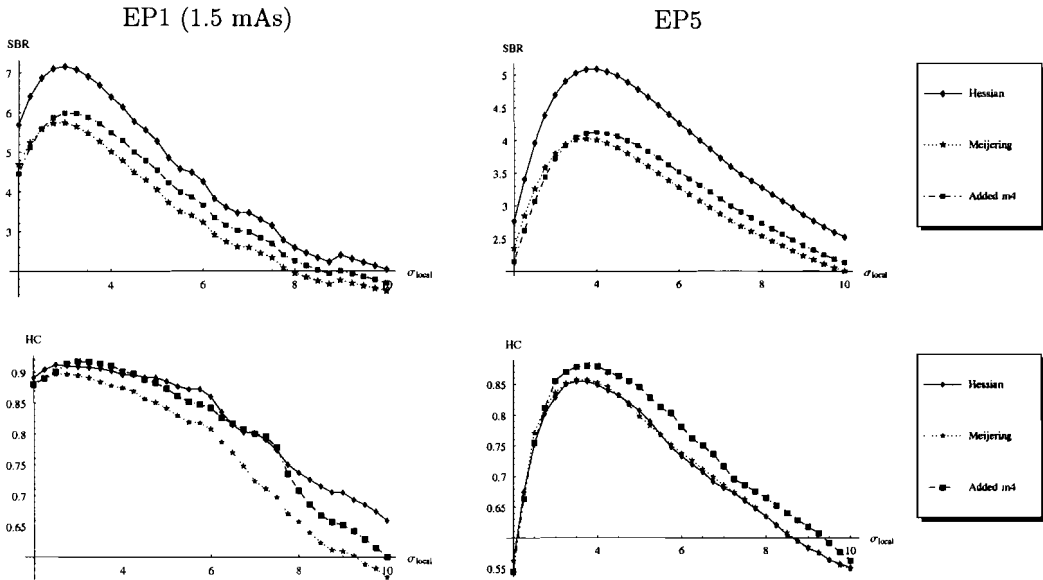 EP1 (1.5 mAs)
EP5
SBR
7
6
5
4
3
4
6
8
10
σlocal
SBR
5
4.5
4
3.5
3
2.5
4
6
8
10
σlocal
Hessian
Meijering
Added m4
HC
0.9
0.85
0.8
0.75
0.7
0.65
4
6
8
10
σlocal
HC
0.85
0.8
0.75
0.7
0.65
0.55
4
6
8
10
σlocal
Hessian
Meijering
Added m4